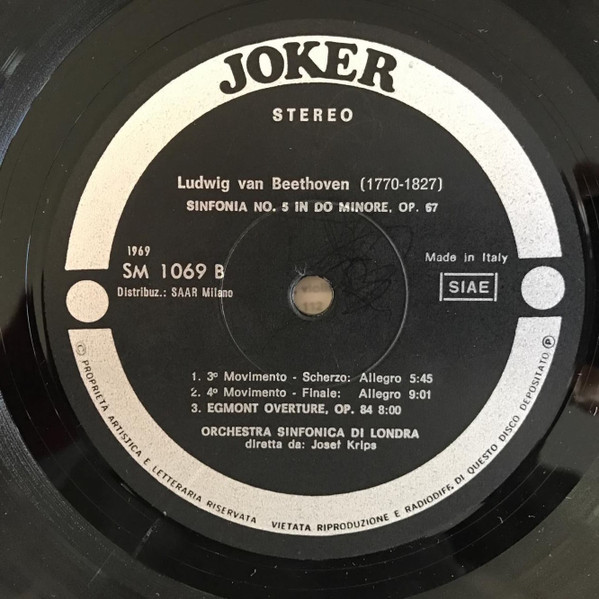 JOKER
STEREO
Ludwig van Beethoven (1770-1827)
SINFONIA NO. 5 IN DO MINORE, OP. 67
1969
SM 1069 B
Distribuz.: SAAR Milano
Made in Italy
SIAE
1. 3º Movimento - Scherzo: Allegro 5:45
2. 4º Movimento - Finale: Allegro 9:01
3. EGMONT OVERTURE, OP. 84 8:00
ORCHESTRA SINFONICA DI LONDRA
diretta da: Josef Krips
Ⓒ PROPRIETA ARTISTICA E LETTERARIA RISERVATA VIETATA RIPRODUZIONE E RADIODIFF. DI QUESTO DISCO DEPOSITATO Ⓟ